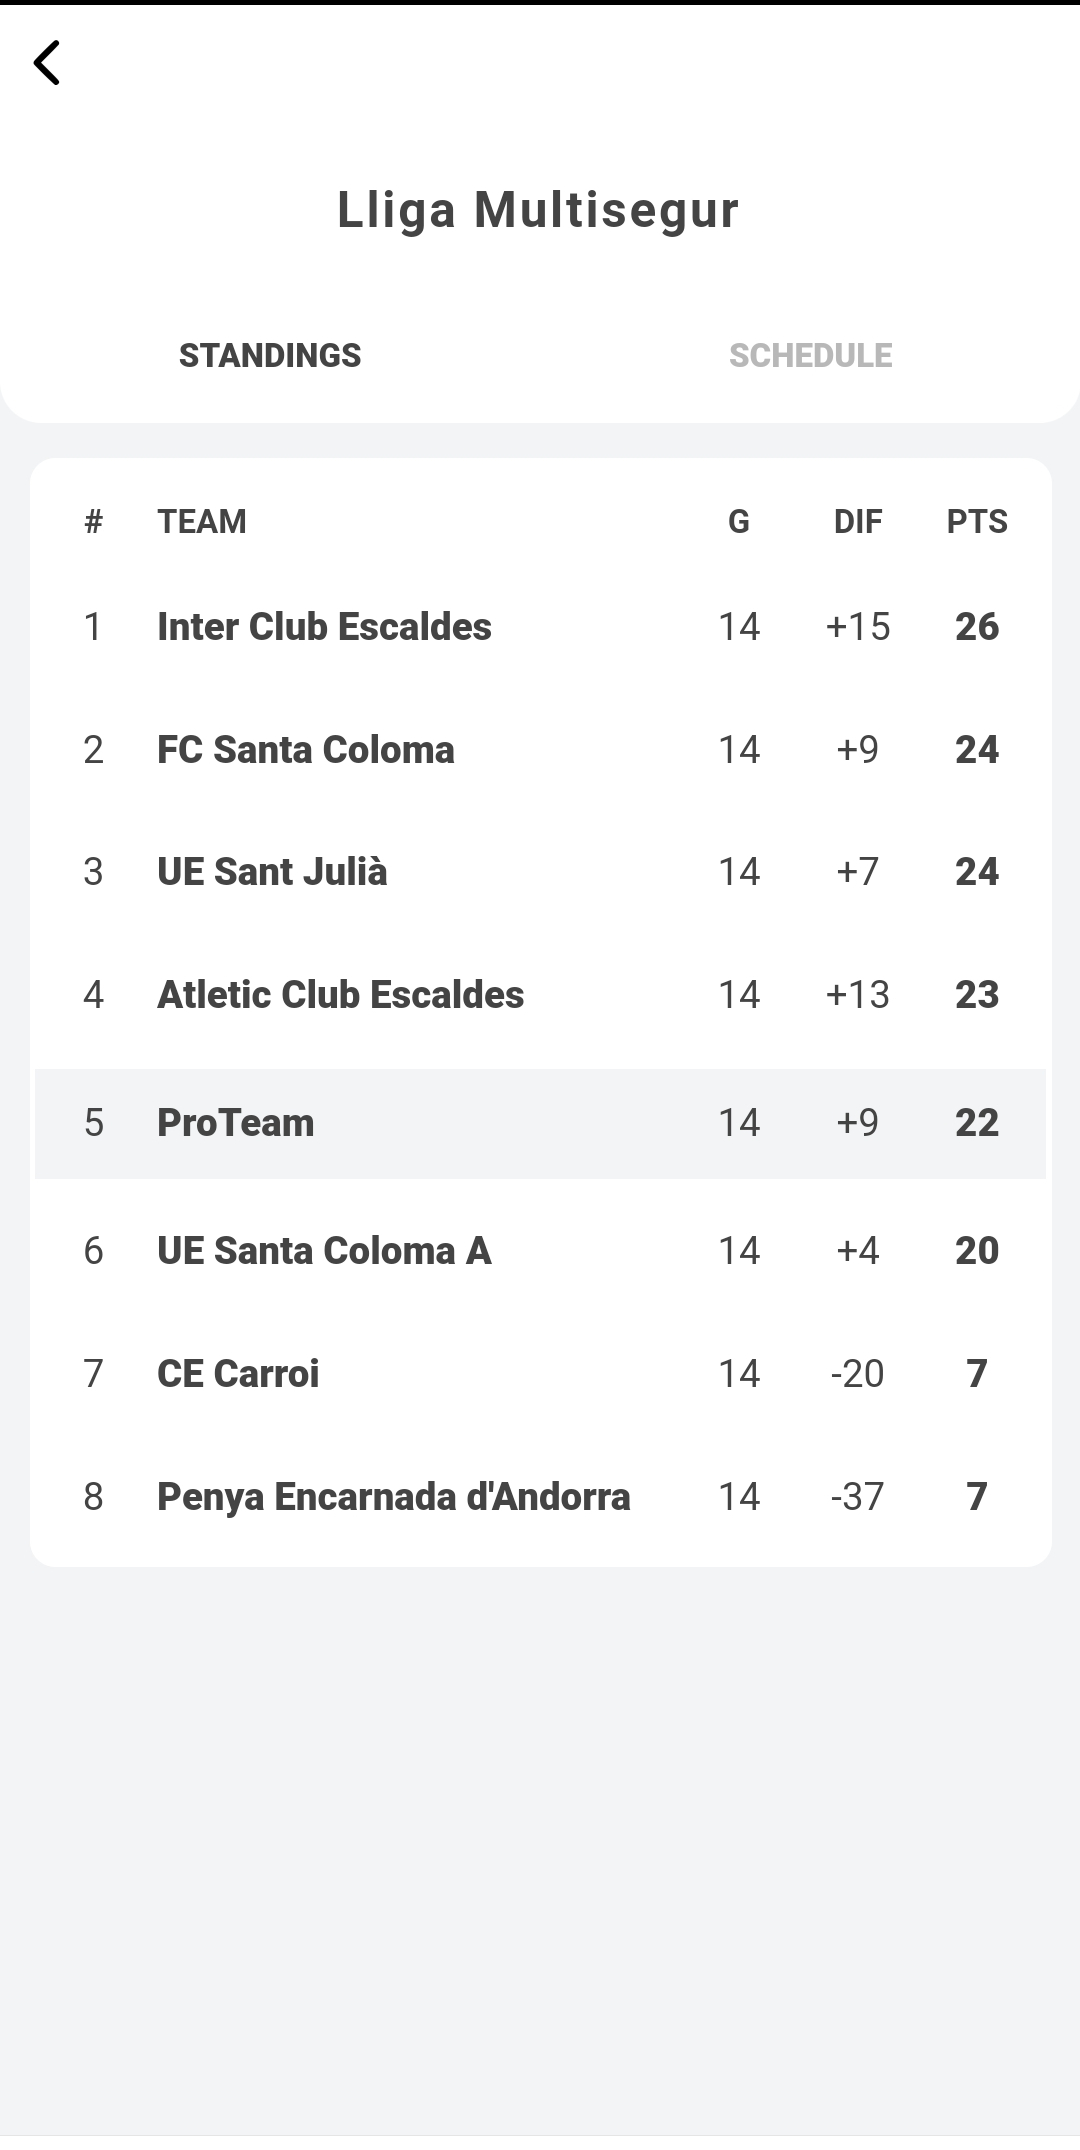 Lliga Multisegur
STANDINGS SCHEDULE
# TEAM G DIF PTS
1 Inter Club Escaldes 14 +15 26
2 FC Santa Coloma 14 +9 24
3 UE Sant Julià 14 +7 24
4 Atletic Club Escaldes 14 +13 23
5 ProTeam 14 +9 22
6 UE Santa Coloma A 14 +4 20
7 CE Carroi 14 -20 7
8 Penya Encarnada d'Andorra 14 -37 7